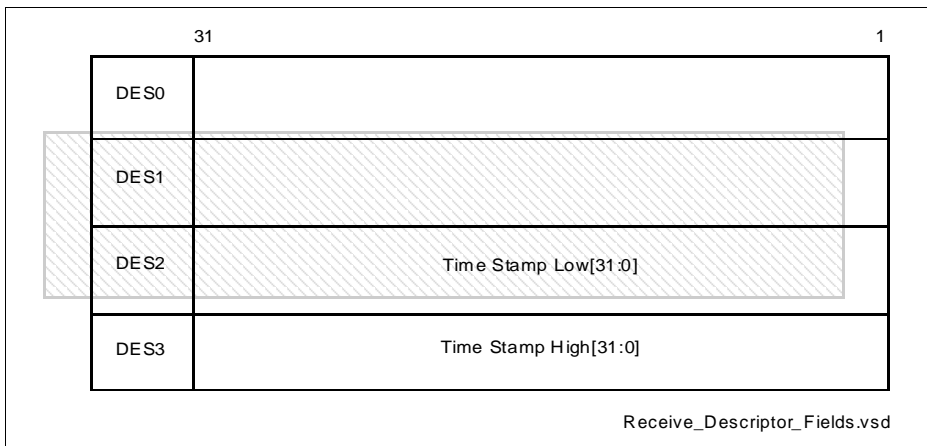 31 1
DES0
DES1
DES2 Time Stamp Low[31:0]
DES3 Time Stamp High[31:0]
Receive_Descriptor_Fields.vsd